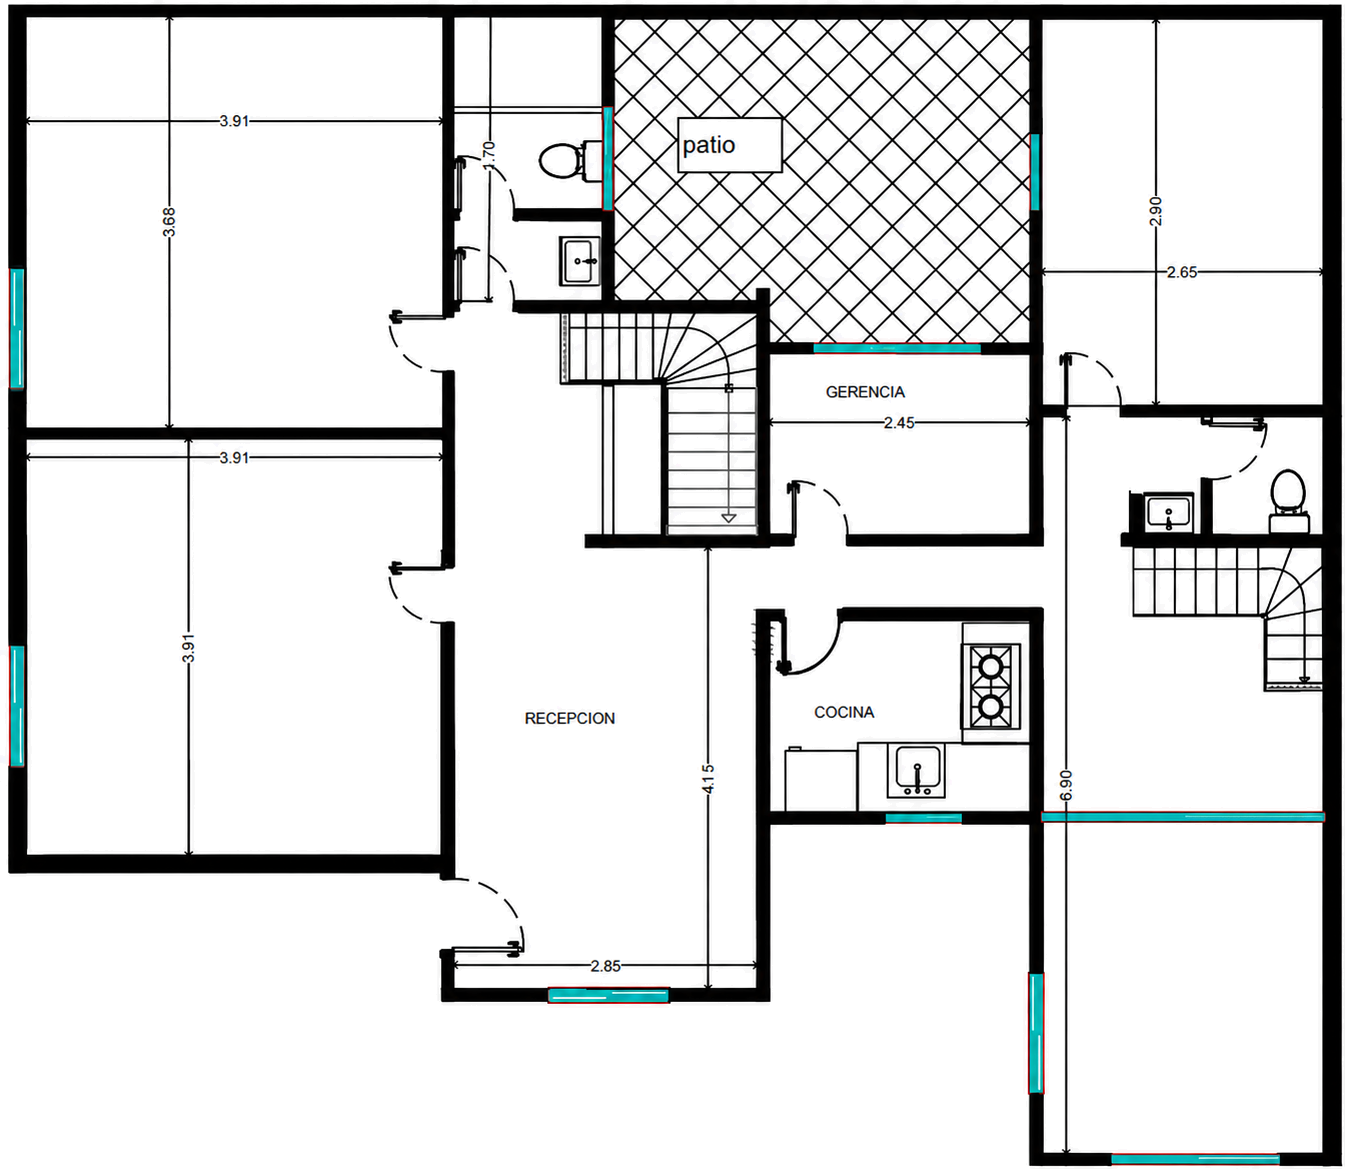 3.91
1.70
patio
3.68
2.90
2.65
GERENCIA
2.45
3.91
3.91
RECEPCION
COCINA
4.15
6.90
2.85